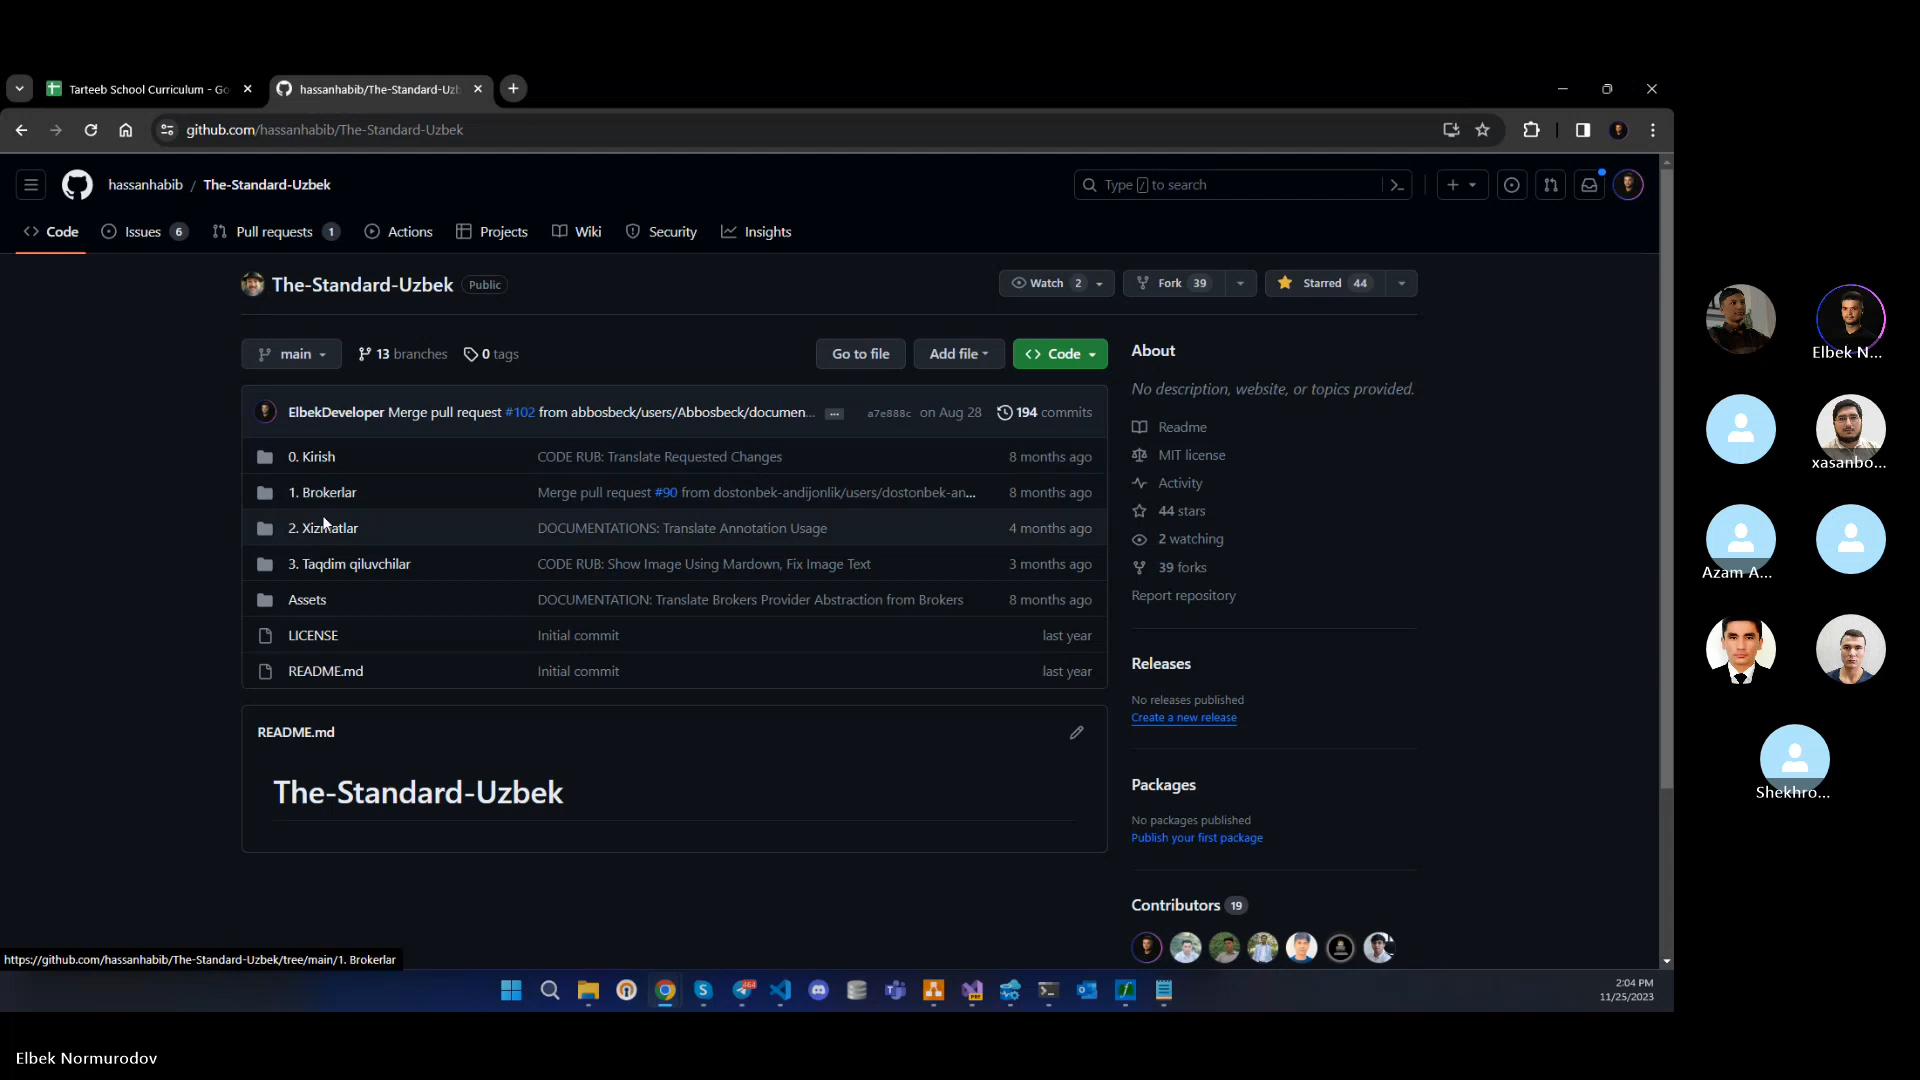 Tarteeb School Curriculum - Go
hassanhabib/The-Standard-Uzb
github.com/hassanhabib/The-Standard-Uzbek
hassanhabib / The-Standard-Uzbek
Type / to search
Code
Issues 6
Pull requests 1
Actions
Projects
Wiki
Security
Insights
The-Standard-Uzbek Public
Watch 2
Fork 39
Starred 44
main
13 branches
0 tags
Go to file
Add file
Code
ElbekDeveloper Merge pull request #102 from abbosbeck/users/Abbosbeck/documen... ... a7e888c on Aug 28 194 commits
0. Kirish CODE RUB: Translate Requested Changes 8 months ago
1. Brokerlar Merge pull request #90 from dostonbek-andijonlik/users/dostonbek-an... 8 months ago
2. Xizmatlar DOCUMENTATIONS: Translate Annotation Usage 4 months ago
3. Taqdim qiluvchilar CODE RUB: Show Image Using Mardown, Fix Image Text 3 months ago
Assets DOCUMENTATION: Translate Brokers Provider Abstraction from Brokers 8 months ago
LICENSE Initial commit last year
README.md Initial commit last year
README.md
The-Standard-Uzbek
About
No description, website, or topics provided.
Readme
MIT license
Activity
44 stars
2 watching
39 forks
Report repository
Releases
No releases published
Create a new release
Packages
No packages published
Publish your first package
Contributors 19
https://github.com/hassanhabib/The-Standard-Uzbek/tree/main/1. Brokerlar
464
2:04 PM
11/25/2023
Elbek N...
xasanbo...
Azam A...
Shekhro...
Elbek Normurodov